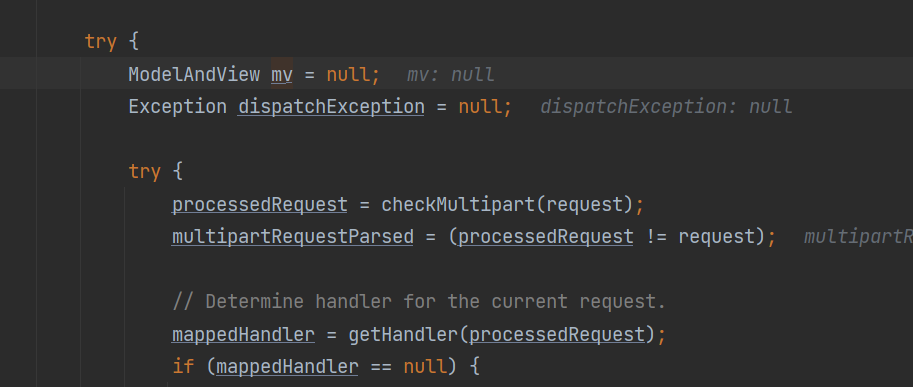 try {
ModelAndView mv = null; mv: null
Exception dispatchException = null; dispatchException: null
try {
processedRequest = checkMultipart(request);
multipartRequestParsed = (processedRequest != request); multipartR
// Determine handler for the current request.
mappedHandler = getHandler(processedRequest);
if (mappedHandler == null) {